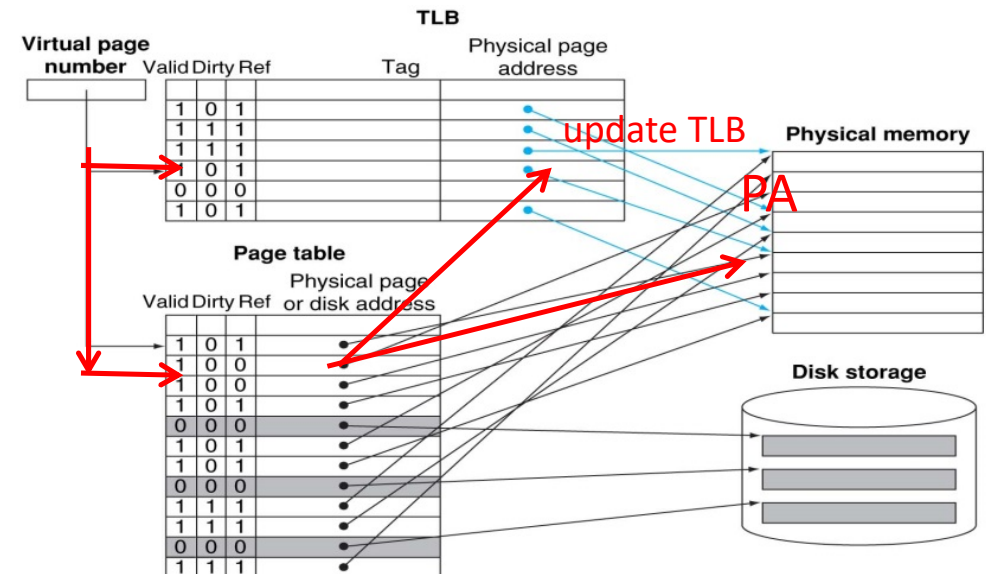 TLB
Virtual page
number
Valid Dirty Ref
Tag
Physical page
address
1 0 1
1 1 1
1 1 1
1 0 1
0 0 0
1 0 1
update TLB
Physical memory
PA
Page table
Physical page
or disk address
Valid Dirty Ref
1 0 1
1 0 0
1 0 0
1 0 1
0 0 0
1 0 1
1 0 1
0 0 0
1 1 1
1 1 1
0 0 0
1 1 1
Disk storage